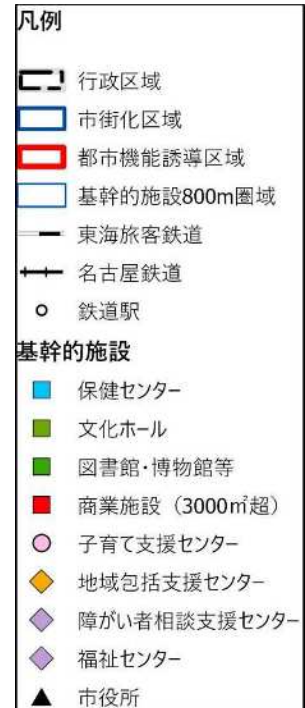 凡例
行政区域
市街化区域
都市機能誘導区域
基幹的施設800m圏域
東海旅客鉄道
名古屋鉄道
鉄道駅
基幹的施設
保健センター
文化ホール
図書館・博物館等
商業施設（3000㎡超）
子育て支援センター
地域包括支援センター
障がい者相談支援センター
福祉センター
市役所